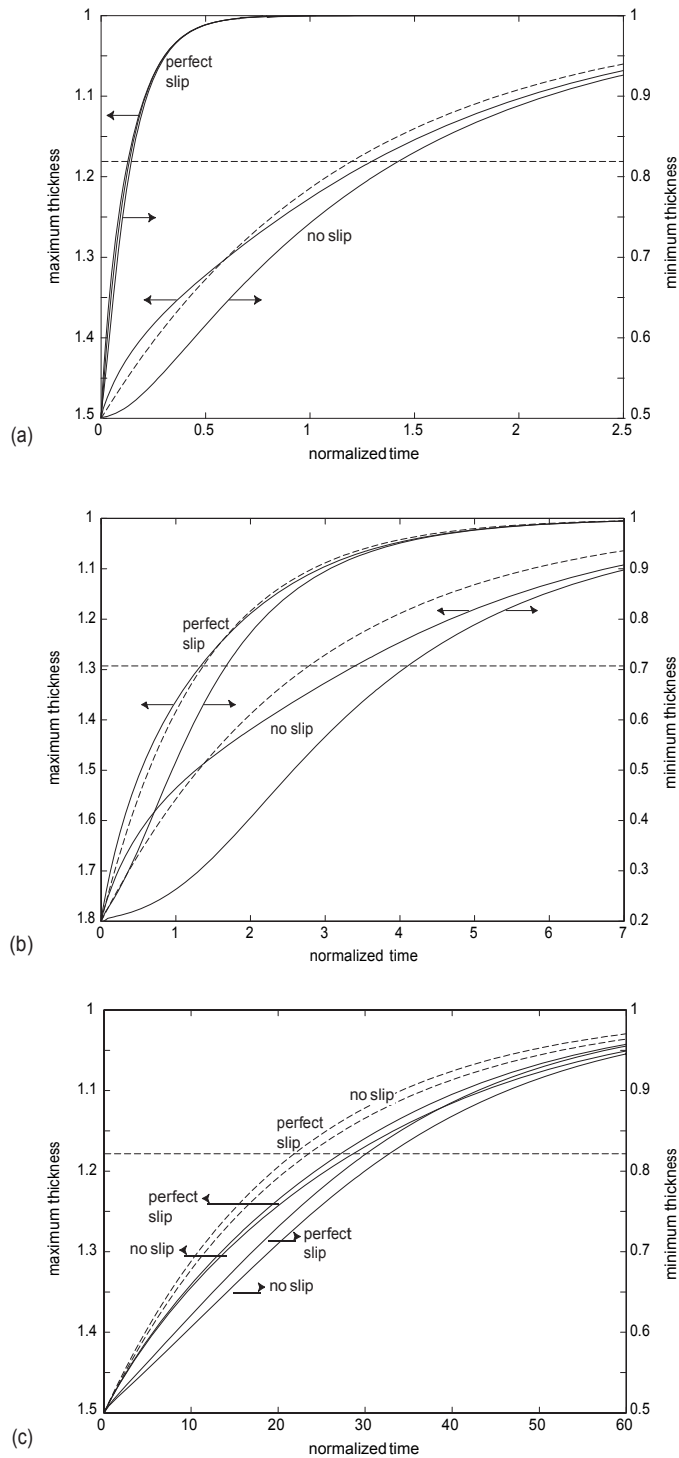 1
1.1
1.2
1.3
1.4
1.5
maximum thickness
1
0.9
0.8
0.7
0.6
0.5
minimum thickness
perfect
slip
no slip
0
0.5
1
1.5
2
2.5
normalized time
(a)
1
1.1
1.2
1.3
1.4
1.5
1.6
1.7
1.8
maximum thickness
1
0.9
0.8
0.7
0.6
0.5
0.4
0.3
0.2
minimum thickness
perfect
slip
no slip
0
1
2
3
4
5
6
7
normalized time
(b)
1
1.1
1.2
1.3
1.4
1.5
maximum thickness
1
0.9
0.8
0.7
0.6
0.5
minimum thickness
no slip
perfect
slip
perfect
slip
no slip
perfect
slip
no slip
0
10
20
30
40
50
60
normalized time
(c)